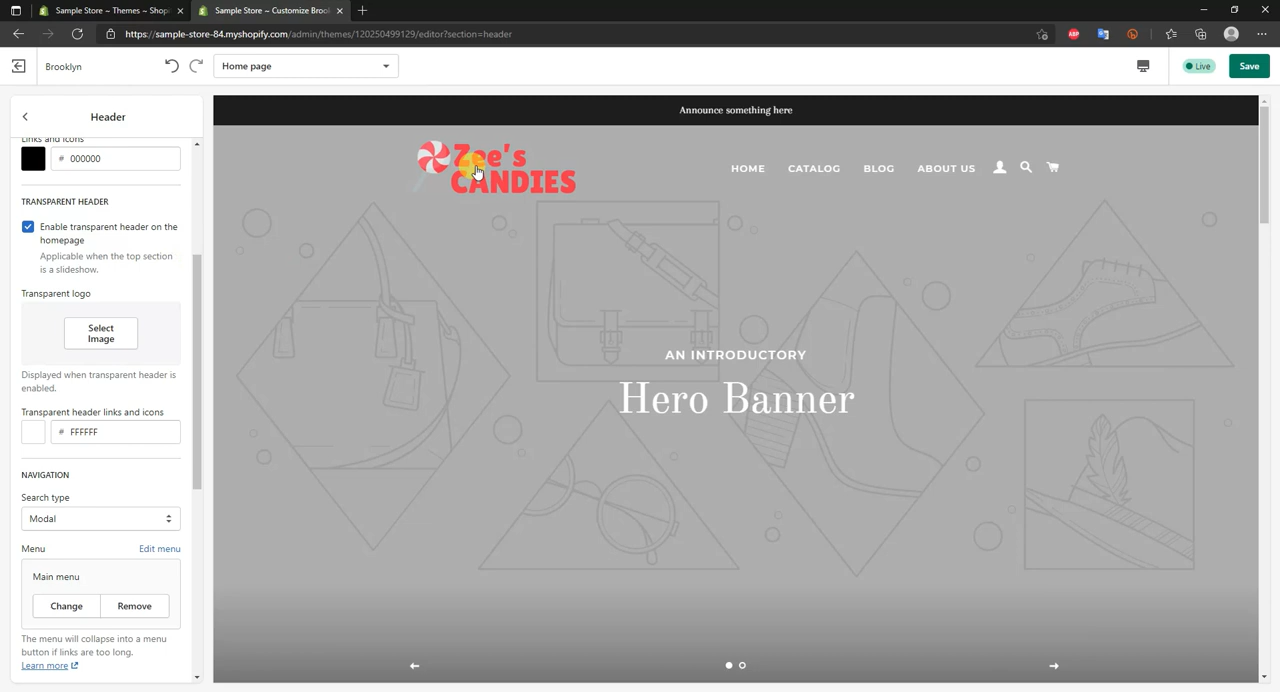 Sample Store ~ Themes ~ Shopi
Sample Store ~ Customize Brook
https://sample-store-84.myshopify.com/admin/themes/120250499129/editor?section=header
ABP
Brooklyn
Home page
Live
Save
Header
Links and icons
# 000000
TRANSPARENT HEADER
Enable transparent header on the
homepage
Applicable when the top section
is a slideshow.
Transparent logo
Select
Image
Displayed when transparent header is
enabled.
Transparent header links and icons
# FFFFFF
NAVIGATION
Search type
Modal
Menu
Edit menu
Main menu
Change
Remove
The menu will collapse into a menu
button if links are too long.
Learn more
Announce something here
Zee's
CANDIES
HOME
CATALOG
BLOG
ABOUT US
AN INTRODUCTORY
Hero Banner